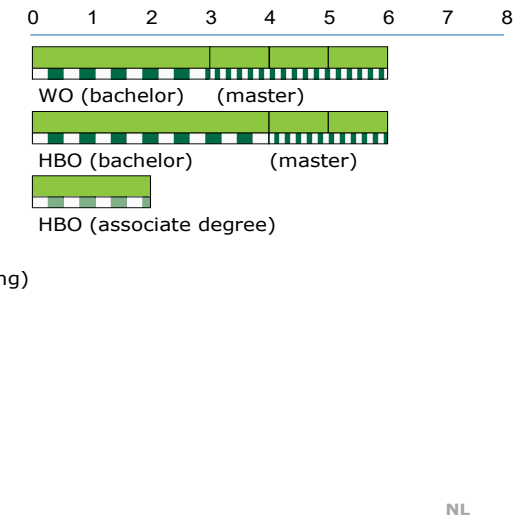 0 1 2 3 4 5 6 7 8
WO (bachelor) (master)
HBO (bachelor) (master)
HBO (associate degree)
ng)
NL